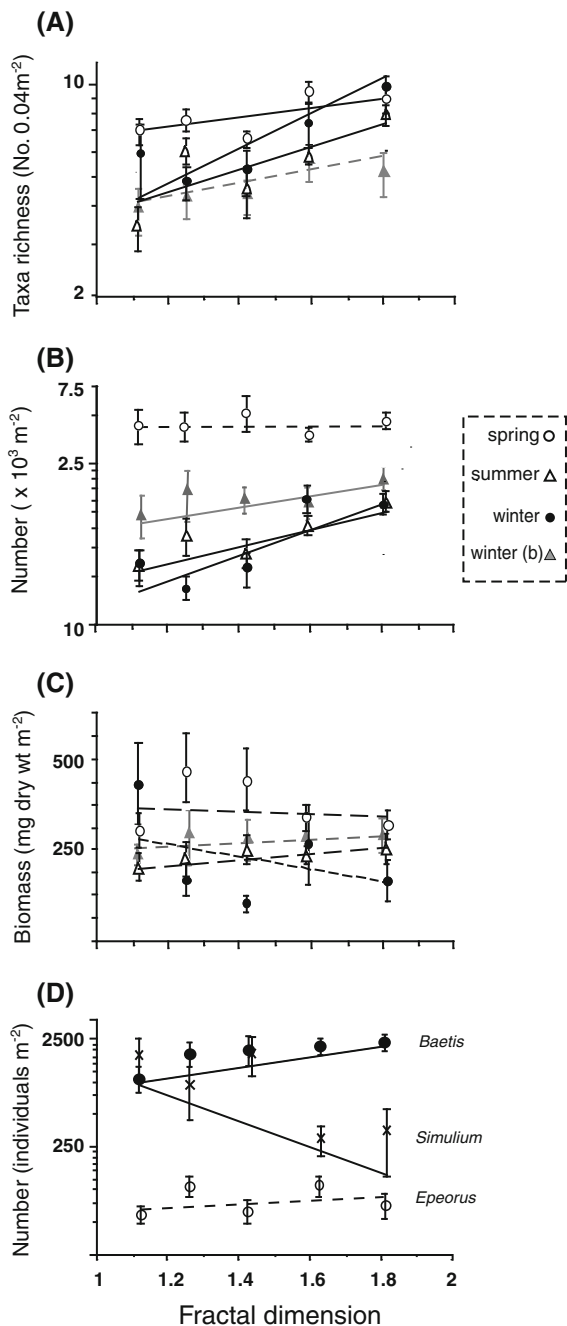 (A)
Taxa richness (No. 0.04m⁻²)
10
2
(B)
Number ( x 10³ m⁻²)
7.5
2.5
10
spring
summer
winter
winter (b)
(C)
Biomass (mg dry wt m⁻²)
500
250
(D)
Number (individuals m⁻²)
2500
250
Baetis
Simulium
Epeorus
1 1.2 1.4 1.6 1.8 2
Fractal dimension